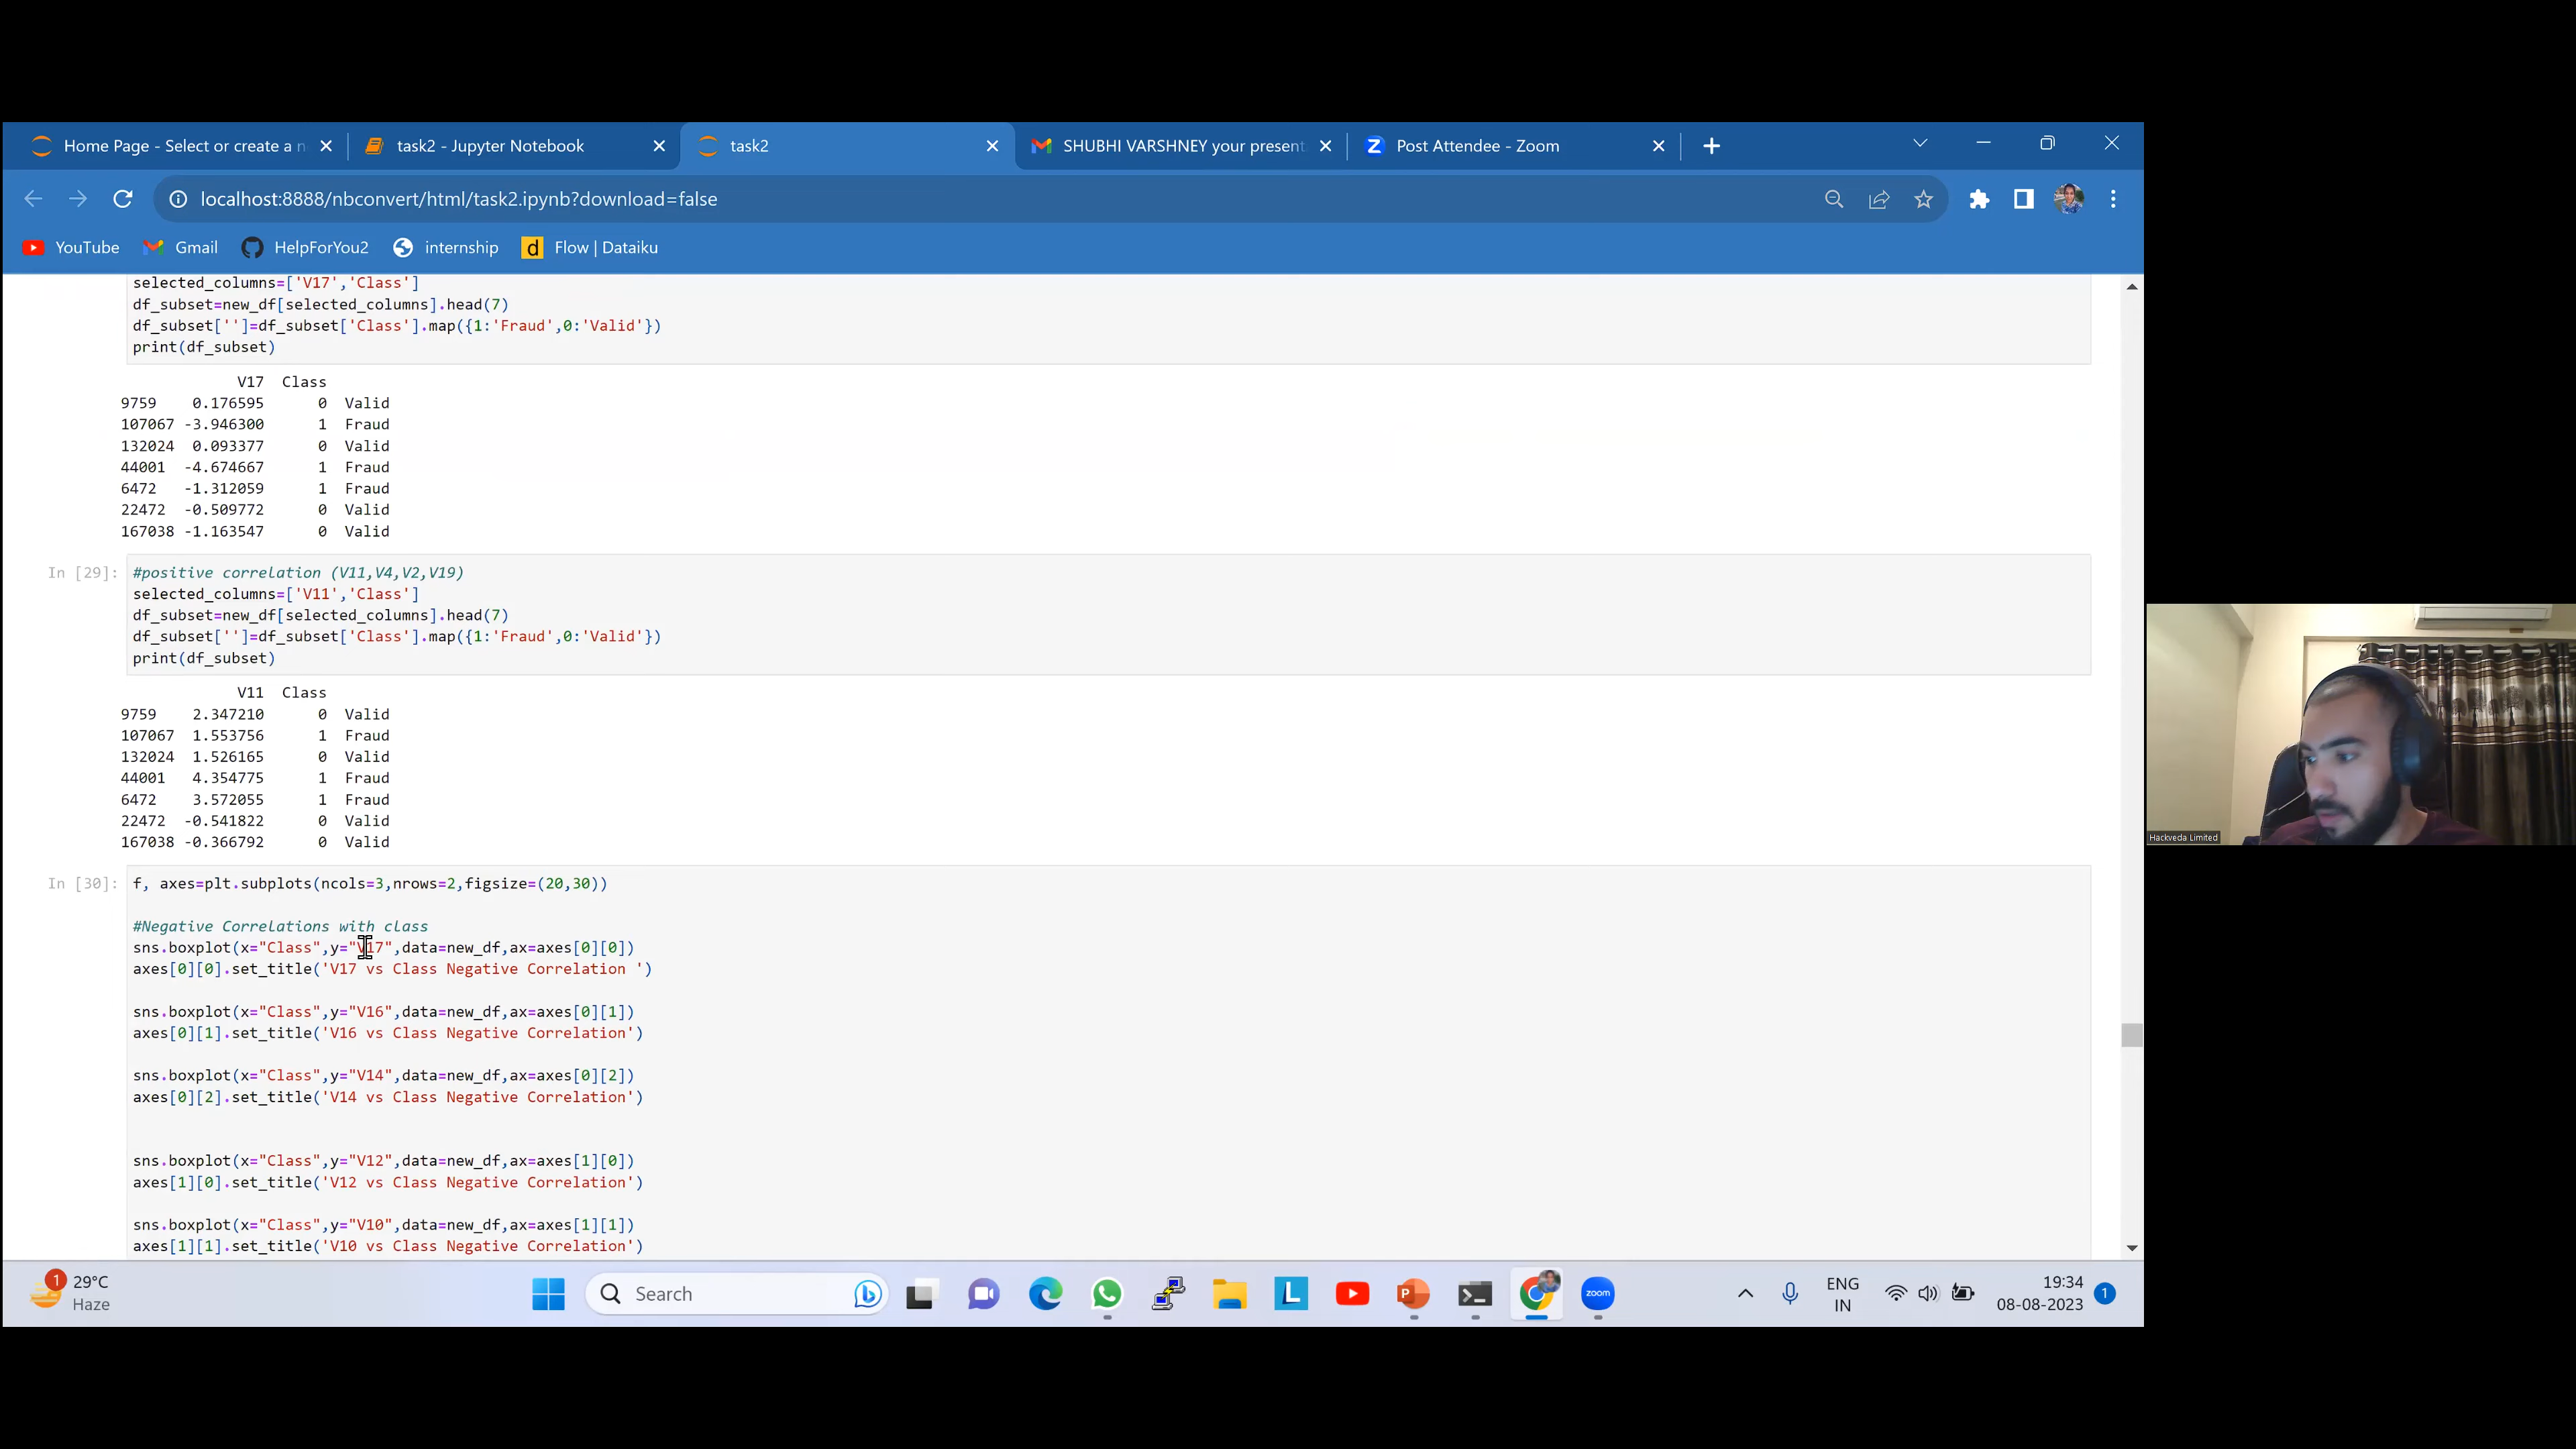 Home Page - Select or create a n
task2 - Jupyter Notebook
task2
SHUBHI VARSHNEY your present
Post Attendee - Zoom
localhost:8888/nbconvert/html/task2.ipynb?download=false
YouTube
Gmail
HelpForYou2
internship
Flow | Dataiku
selected_columns=['V17','Class']
df_subset=new_df[selected_columns].head(7)
df_subset['']=df_subset['Class'].map({1:'Fraud',0:'Valid'})
print(df_subset)
V17 Class
9759 0.176595 0 Valid
107067 -3.946300 1 Fraud
132024 0.093377 0 Valid
44001 -4.674667 1 Fraud
6472 -1.312059 1 Fraud
22472 -0.509772 0 Valid
167038 -1.163547 0 Valid
In [29]: #positive correlation (V11,V4,V2,V19)
selected_columns=['V11','Class']
df_subset=new_df[selected_columns].head(7)
df_subset['']=df_subset['Class'].map({1:'Fraud',0:'Valid'})
print(df_subset)
V11 Class
9759 2.347210 0 Valid
107067 1.553756 1 Fraud
132024 1.526165 0 Valid
44001 4.354775 1 Fraud
6472 3.572055 1 Fraud
22472 -0.541822 0 Valid
167038 -0.366792 0 Valid
In [30]: f, axes=plt.subplots(ncols=3,nrows=2,figsize=(20,30))
#Negative Correlations with class
sns.boxplot(x="Class",y="V17",data=new_df,ax=axes[0][0])
axes[0][0].set_title('V17 vs Class Negative Correlation ')
sns.boxplot(x="Class",y="V16",data=new_df,ax=axes[0][1])
axes[0][1].set_title('V16 vs Class Negative Correlation')
sns.boxplot(x="Class",y="V14",data=new_df,ax=axes[0][2])
axes[0][2].set_title('V14 vs Class Negative Correlation')
sns.boxplot(x="Class",y="V12",data=new_df,ax=axes[1][0])
axes[1][0].set_title('V12 vs Class Negative Correlation')
sns.boxplot(x="Class",y="V10",data=new_df,ax=axes[1][1])
axes[1][1].set_title('V10 vs Class Negative Correlation')
Hackveda Limited
1
29°C
Haze
Search
zoom
ENG
IN
19:34
08-08-2023
1